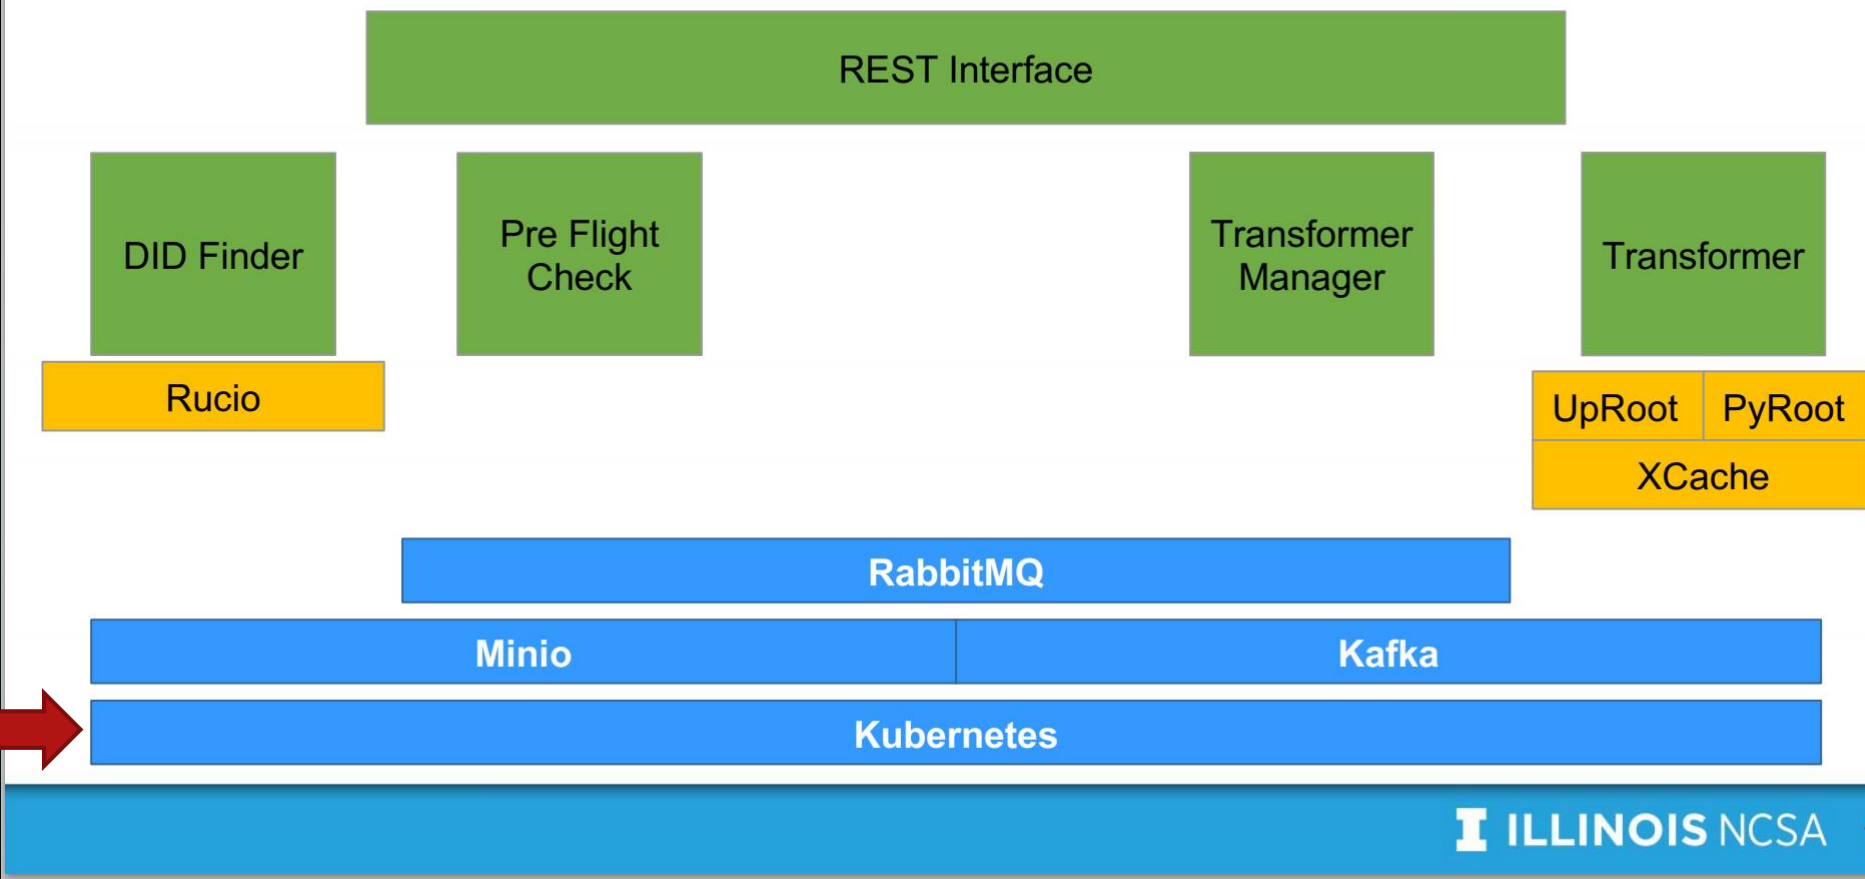 REST Interface
DID Finder
Pre Flight
Check
Transformer
Manager
Transformer
Rucio
UpRoot
PyRoot
XCache
RabbitMQ
Minio
Kafka
Kubernetes
I ILLINOIS NCSA